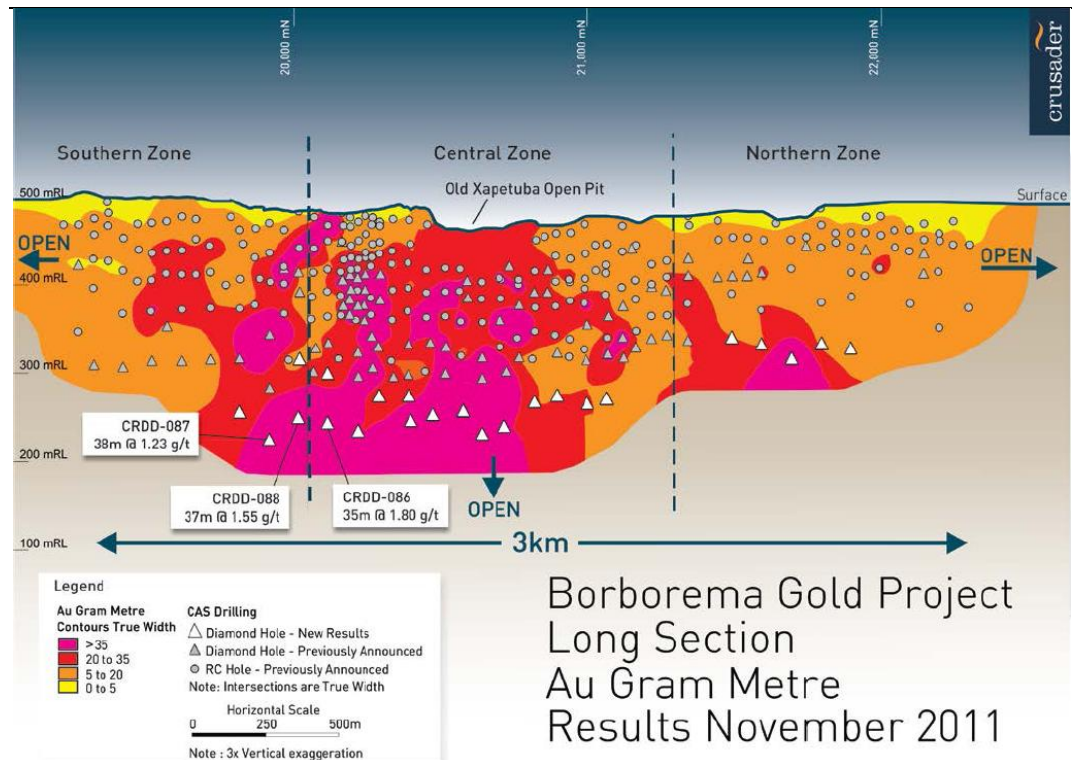 20,000 mN
21,000 mN
22,000 mN
crusader
Southern Zone
Central Zone
Northern Zone
Old Xapetuba Open Pit
500 mRL
Surface
OPEN
OPEN
400 mRL
300 mRL
CRDD-087
38m @ 1.23 g/t
200 mRL
CRDD-088
37m @ 1.55 g/t
CRDD-086
35m @ 1.80 g/t
OPEN
100 mRL
3km
Legend
Au Gram Metre
Contours True Width
>35
20 to 35
5 to 20
0 to 5
CAS Drilling
Diamond Hole - New Results
Diamond Hole - Previously Announced
RC Hole - Previously Announced
Note: Intersections are True Width
Horizontal Scale
0 250 500m
Note : 3x Vertical exaggeration
Borborema Gold Project
Long Section
Au Gram Metre
Results November 2011